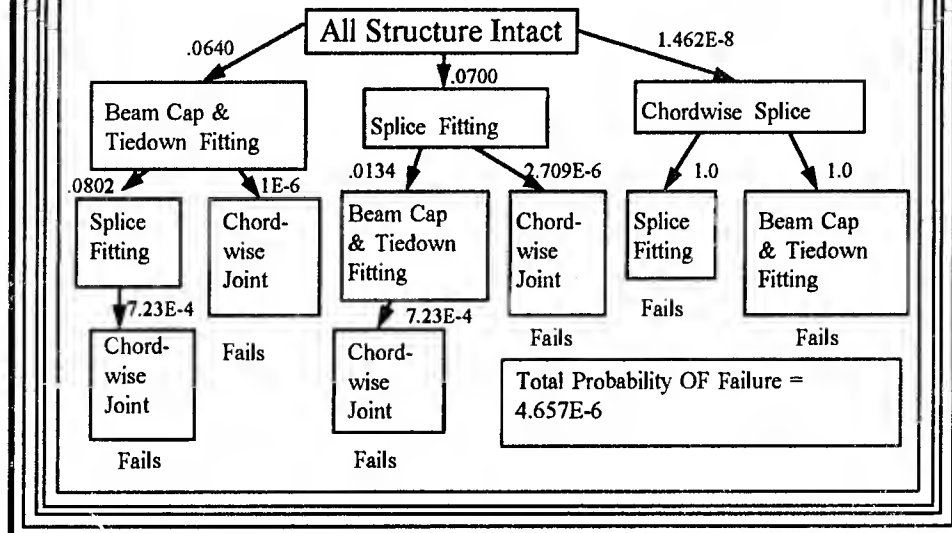 All Structure Intact
.0640
.0700
1.462E-8
Beam Cap &
Tiedown Fitting
Splice Fitting
Chordwise Splice
.0802
1E-6
.0134
2.709E-6
1.0
1.0
Splice
Fitting
Chord-
wise
Joint
Beam Cap
& Tiedown
Fitting
Chord-
wise
Joint
Splice
Fitting
Beam Cap
& Tiedown
Fitting
7.23E-4
Fails
7.23E-4
Fails
Fails
Fails
Chord-
wise
Joint
Fails
Chord-
wise
Joint
Fails
Total Probability OF Failure =
4.657E-6